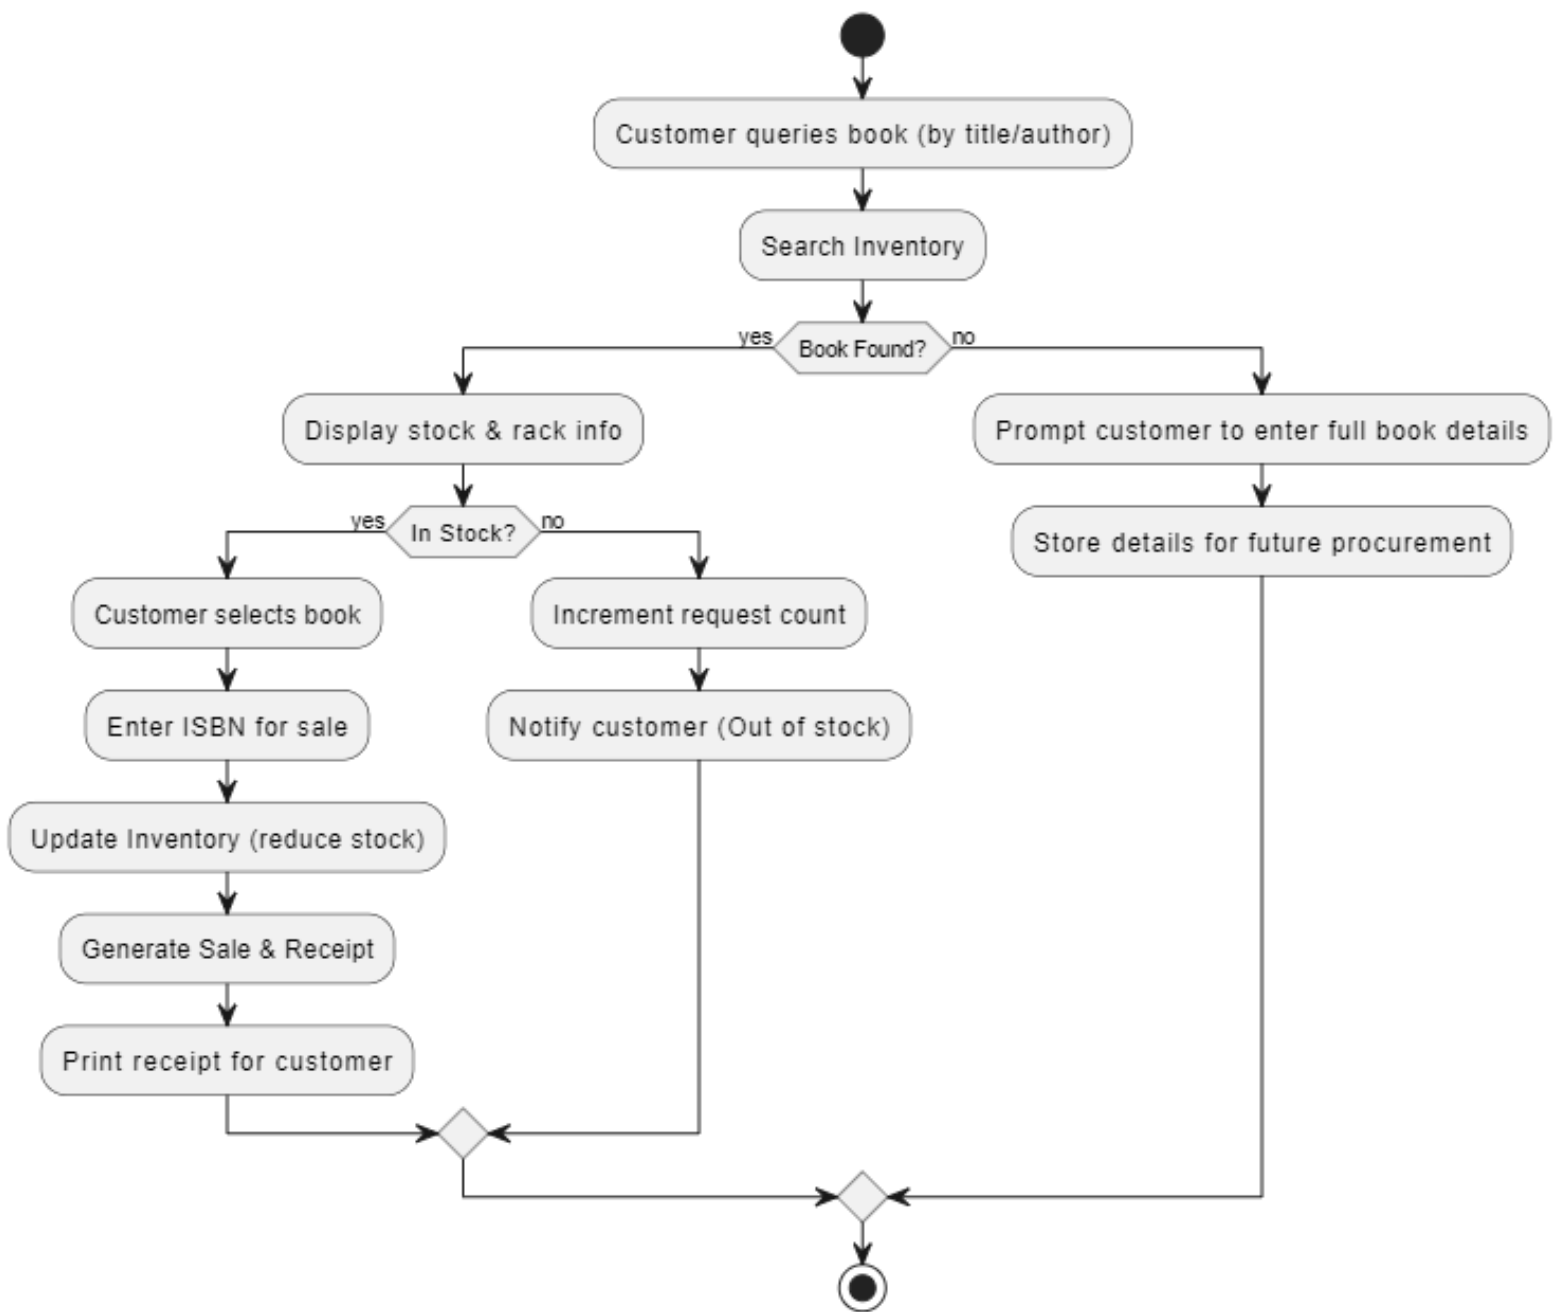 Customer queries book (by title/author)
Search Inventory
yes
Book Found?
no
Display stock & rack info
Prompt customer to enter full book details
yes
In Stock?
no
Store details for future procurement
Customer selects book
Increment request count
Enter ISBN for sale
Notify customer (Out of stock)
Update Inventory (reduce stock)
Generate Sale & Receipt
Print receipt for customer